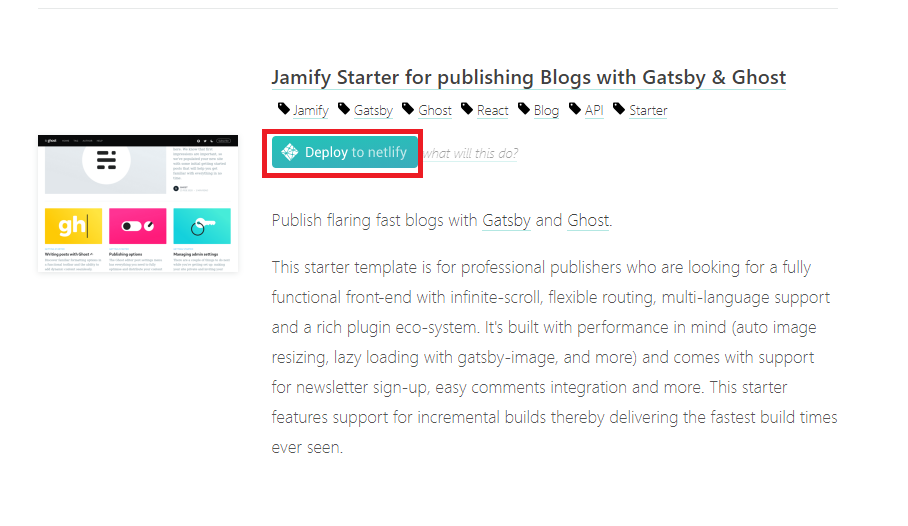 Jamify Starter for publishing Blogs with Gatsby & Ghost
Jamify Gatsby Ghost React Blog API Starter
Deploy to netlify what will this do?
ghost
gh
Writing posts with Ghost Publishing options Managing admin settings
Publish flaring fast blogs with Gatsby and Ghost.
This starter template is for professional publishers who are looking for a fully
functional front-end with infinite-scroll, flexible routing, multi-language support
and a rich plugin eco-system. It's built with performance in mind (auto image
resizing, lazy loading with gatsby-image, and more) and comes with support
for newsletter sign-up, easy comments integration and more. This starter
features support for incremental builds thereby delivering the fastest build times
ever seen.